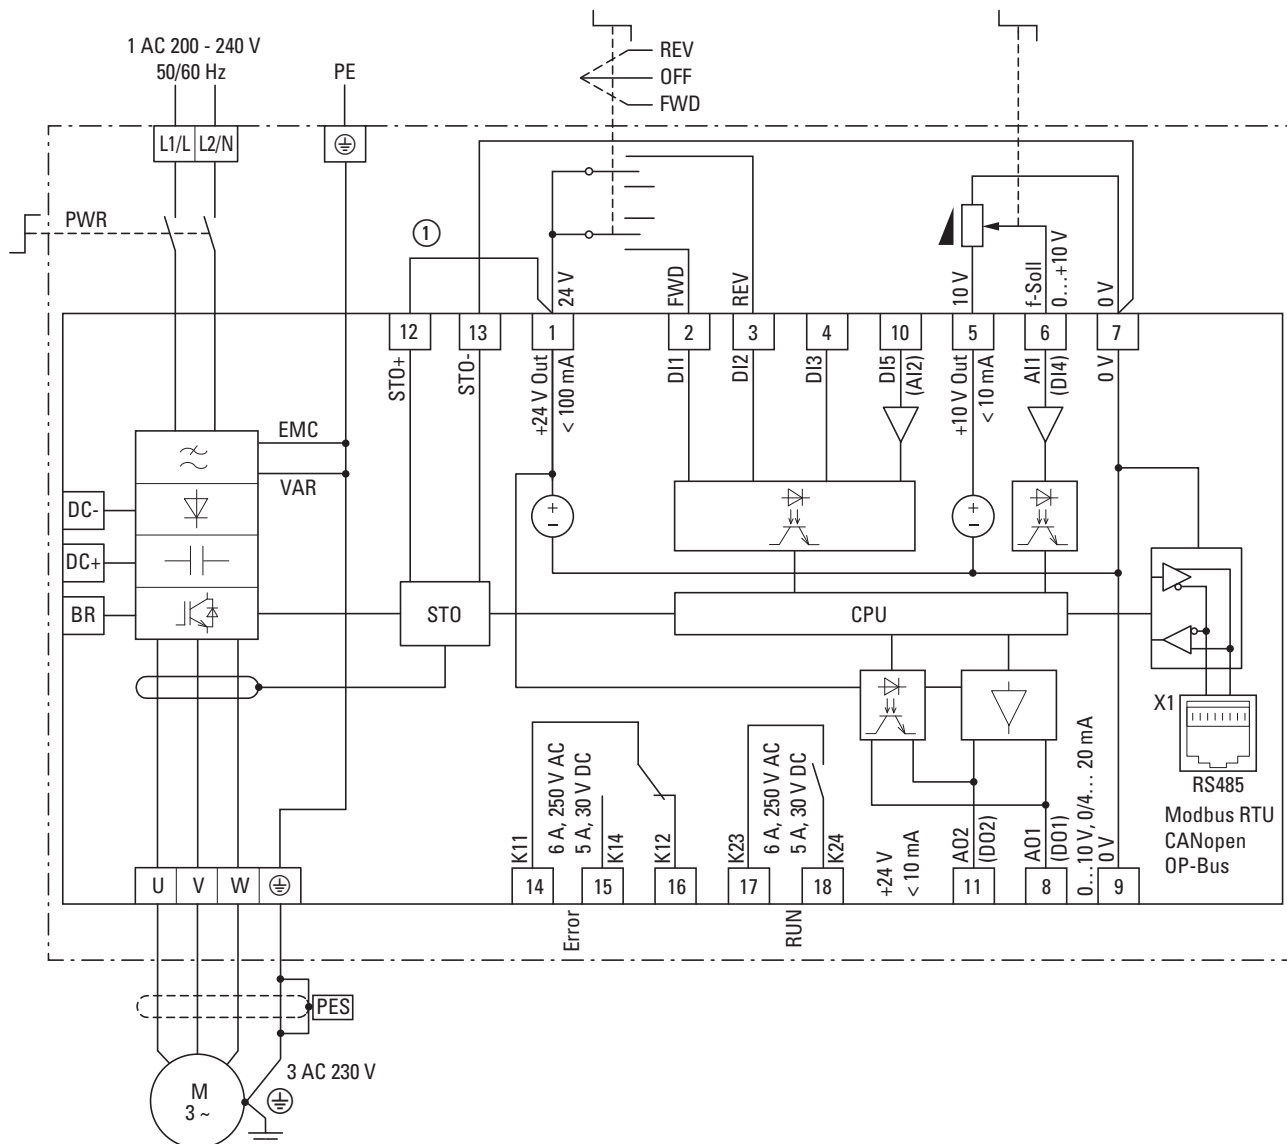 1 AC 200 - 240 V
50/60 Hz
PE
REV
OFF
FWD
L1/L
L2/N
PWR
1
24 V
FWD
REV
10 V
f-Soll
0…+10 V
0 V
12
13
1
2
3
4
10
5
6
7
STO+
STO-
+24 V Out
< 100 mA
DI1
DI2
DI3
DI5
(AI2)
+10 V Out
< 10 mA
AI1
(DI4)
0 V
EMC
VAR
DC-
DC+
BR
+
-
+
-
STO
CPU
X1
RS485
Modbus RTU
CANopen
OP-Bus
K11
6 A, 250 V AC
5 A, 30 V DC
K14
K12
K23
6 A, 250 V AC
5 A, 30 V DC
K24
+24 V
< 10 mA
AO2
(DO2)
AO1
(DO1)
0…10 V, 0/4… 20 mA
0 V
U
V
W
14
15
16
17
18
11
8
9
Error
RUN
PES
3 AC 230 V
M
3 ~